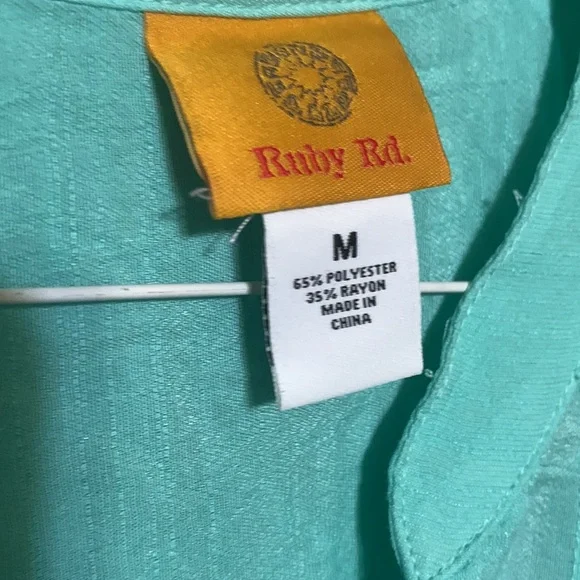 Ruby Rd.
M
65% POLYESTER
35% RAYON
MADE IN
CHINA